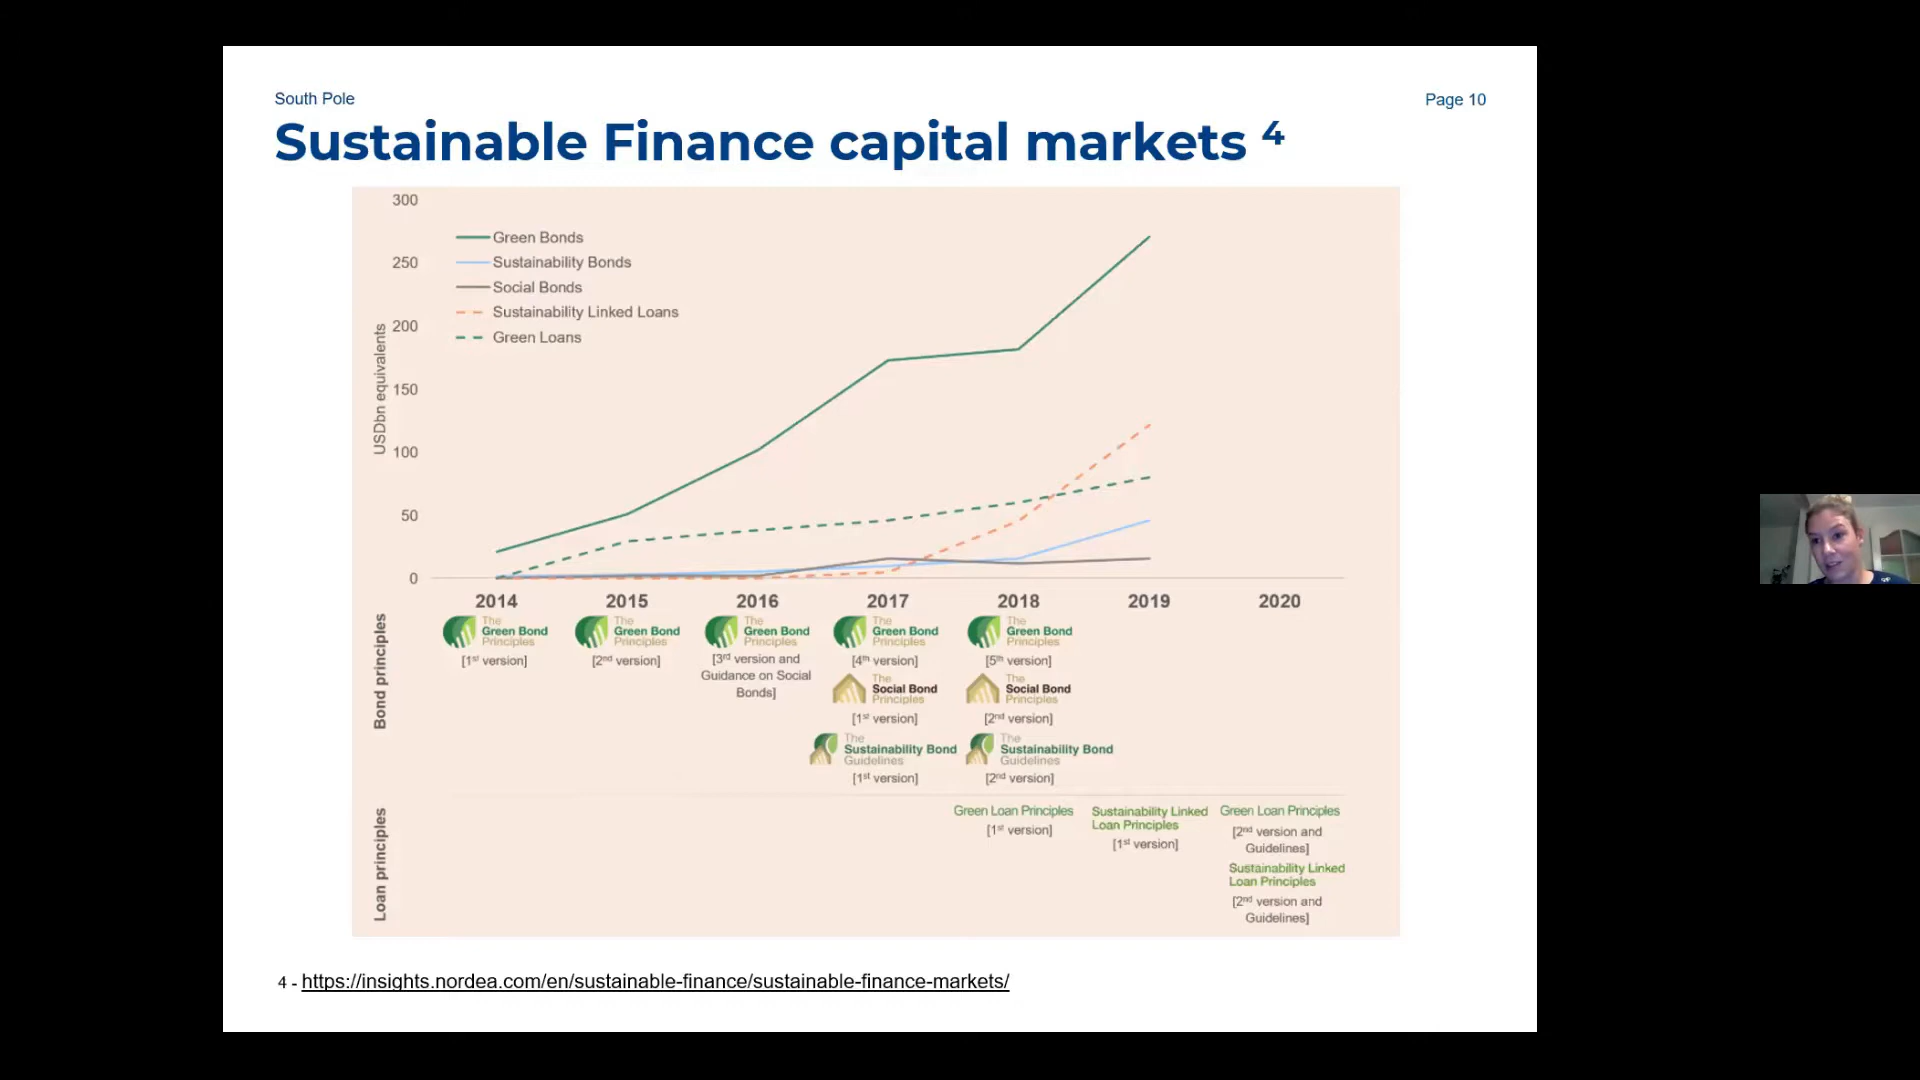 South Pole
Page 10
Sustainable Finance capital markets ⁴
300
250
200
150
100
50
0
USDbn equivalents
Green Bonds
Sustainability Bonds
Social Bonds
Sustainability Linked Loans
Green Loans
2014 2015 2016 2017 2018 2019 2020
Bond principles
The
Green Bond
Principles
[1st version]
The
Green Bond
Principles
[2nd version]
The
Green Bond
Principles
[3rd version and
Guidance on Social
Bonds]
The
Green Bond
Principles
[4th version]
The
Social Bond
Principles
[1st version]
The
Sustainability Bond
Guidelines
[1st version]
The
Green Bond
Principles
[5th version]
The
Social Bond
Principles
[2nd version]
The
Sustainability Bond
Guidelines
[2nd version]
Loan principles
Green Loan Principles
[1st version]
Sustainability Linked
Loan Principles
[1st version]
Green Loan Principles
[2nd version and
Guidelines]
Sustainability Linked
Loan Principles
[2nd version and
Guidelines]
4 - https://insights.nordea.com/en/sustainable-finance/sustainable-finance-markets/